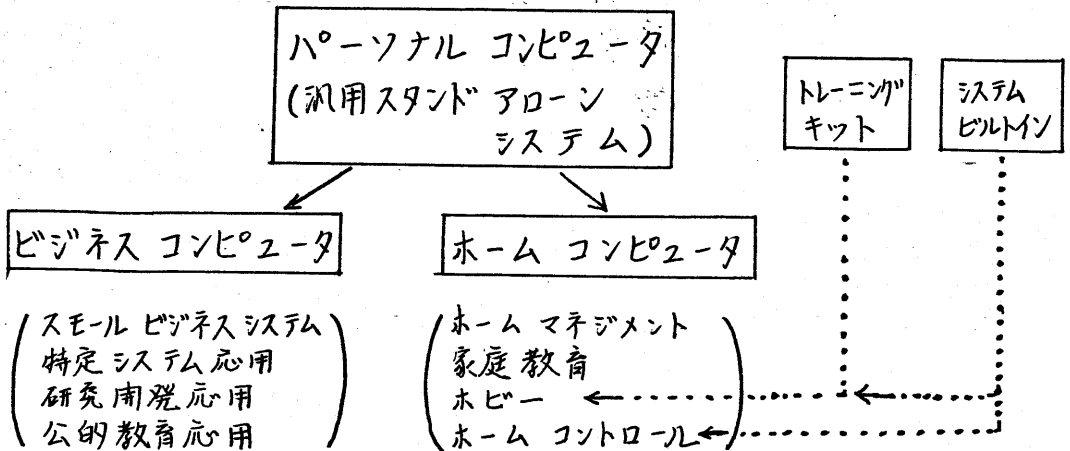 パーソナル コンピュータ
(汎用スタンド アローン
システム)
トレーニング
キット
システム
ビルトイン
ビジネス コンピュータ
ホーム コンピュータ
スモール ビジネスシステム
特定システム応用
研究開発応用
公的教育応用
ホーム マネジメント
家庭教育
ホビー
ホーム コントロール